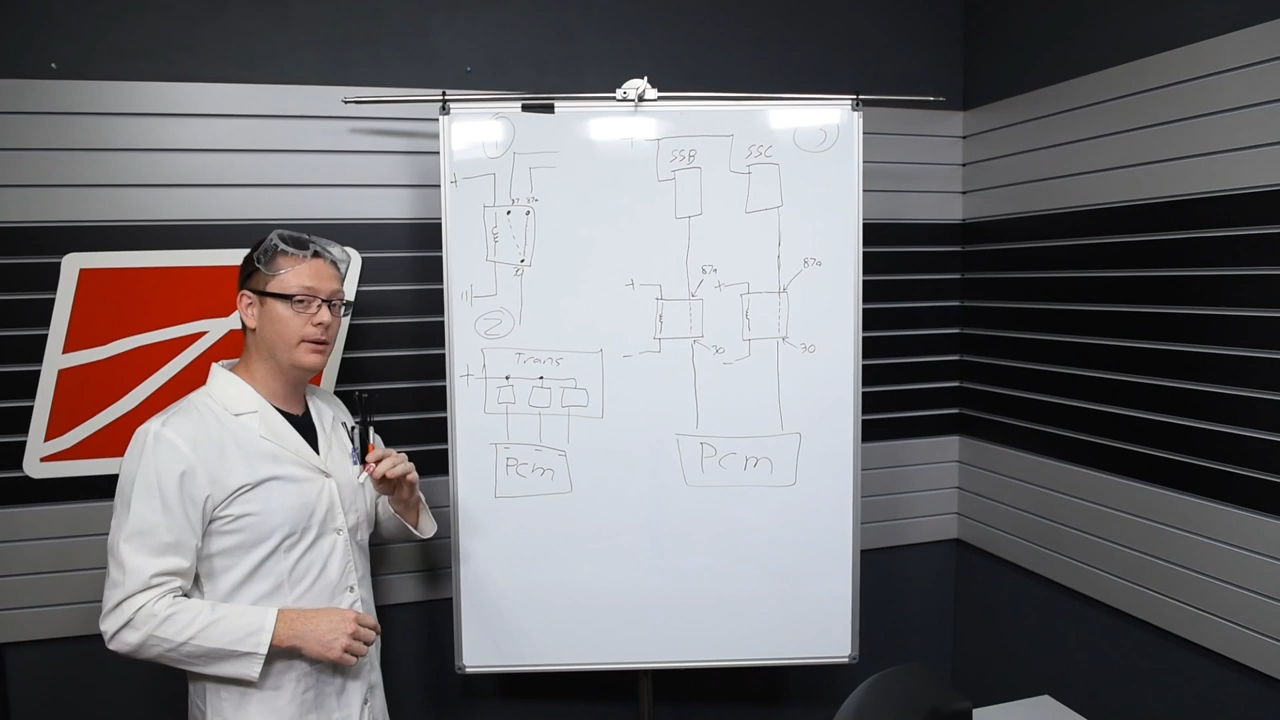 1
+
87 87a
30
2
Trans
+
Pcm
3
+
SSB SSC
87a 87a
+ +
30 30
- -
Pcm